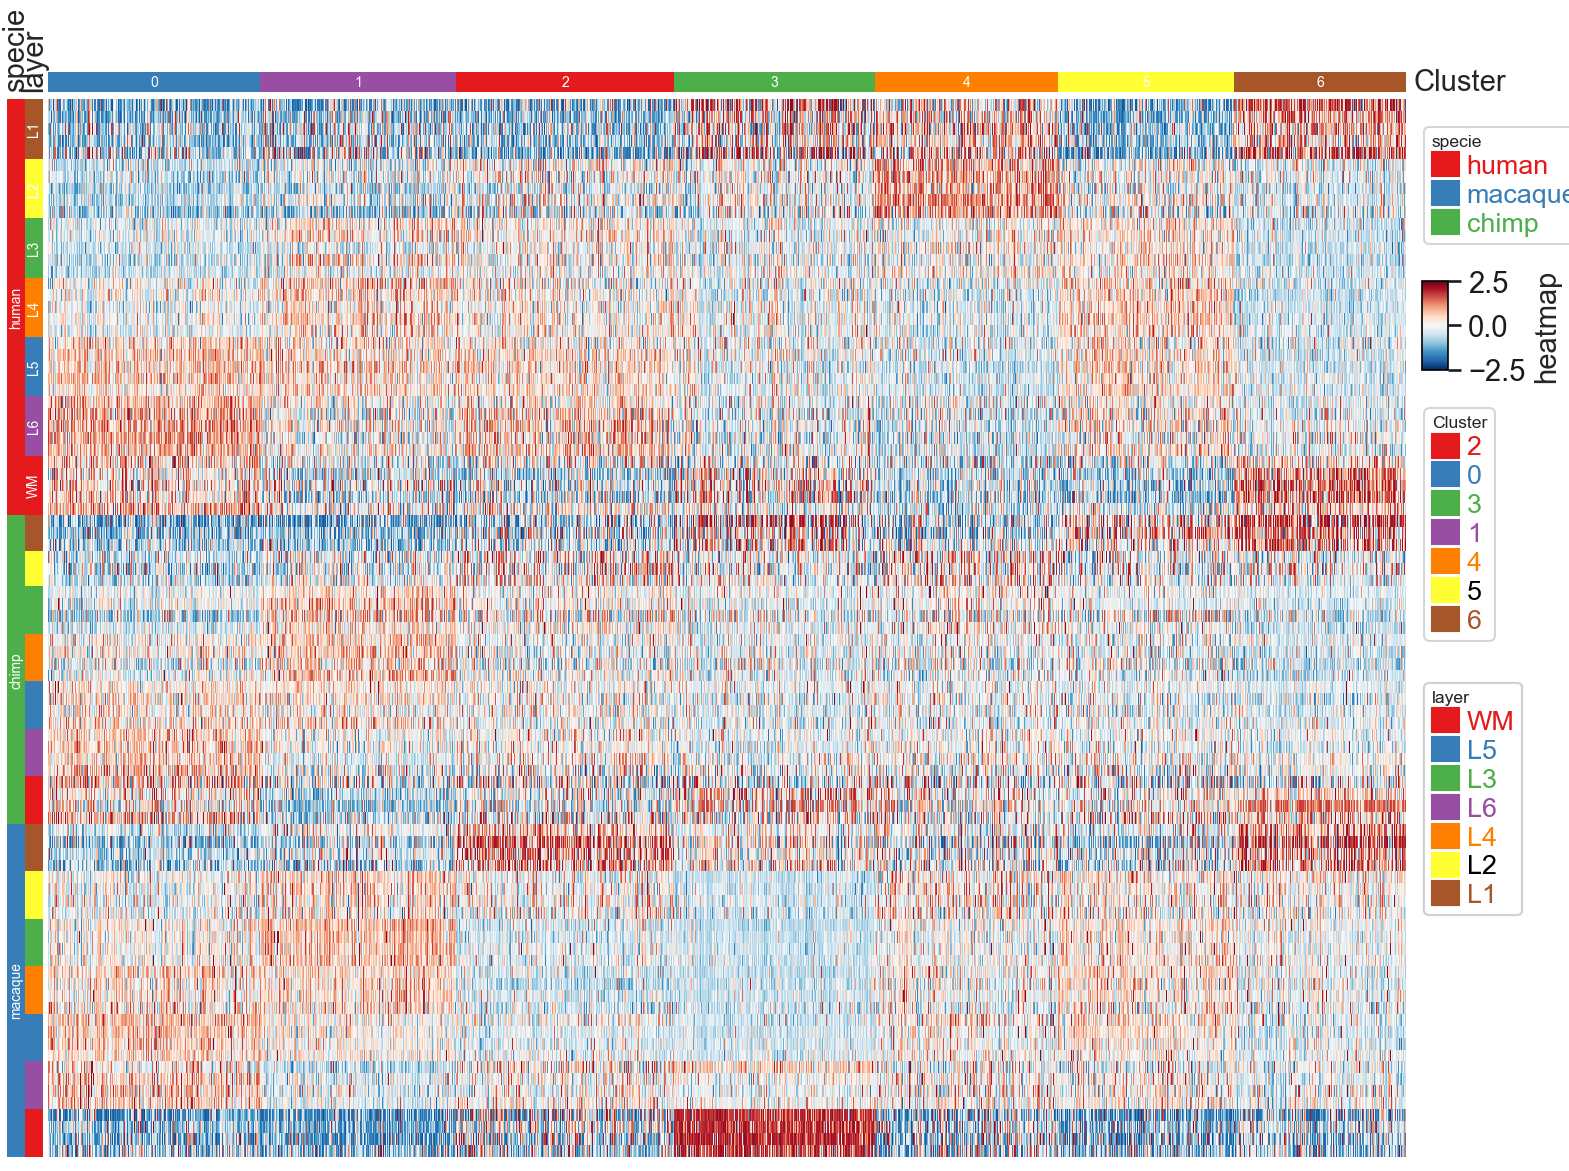 specie
layer
0 1 2 3 4 5 6
Cluster
human
chimp
macaque
L1
L2
L3
L4
L5
L6
WM
specie
human
macaque
chimp
2.5
0.0
−2.5
heatmap
Cluster
2
0
3
1
4
5
6
layer
WM
L5
L3
L6
L4
L2
L1